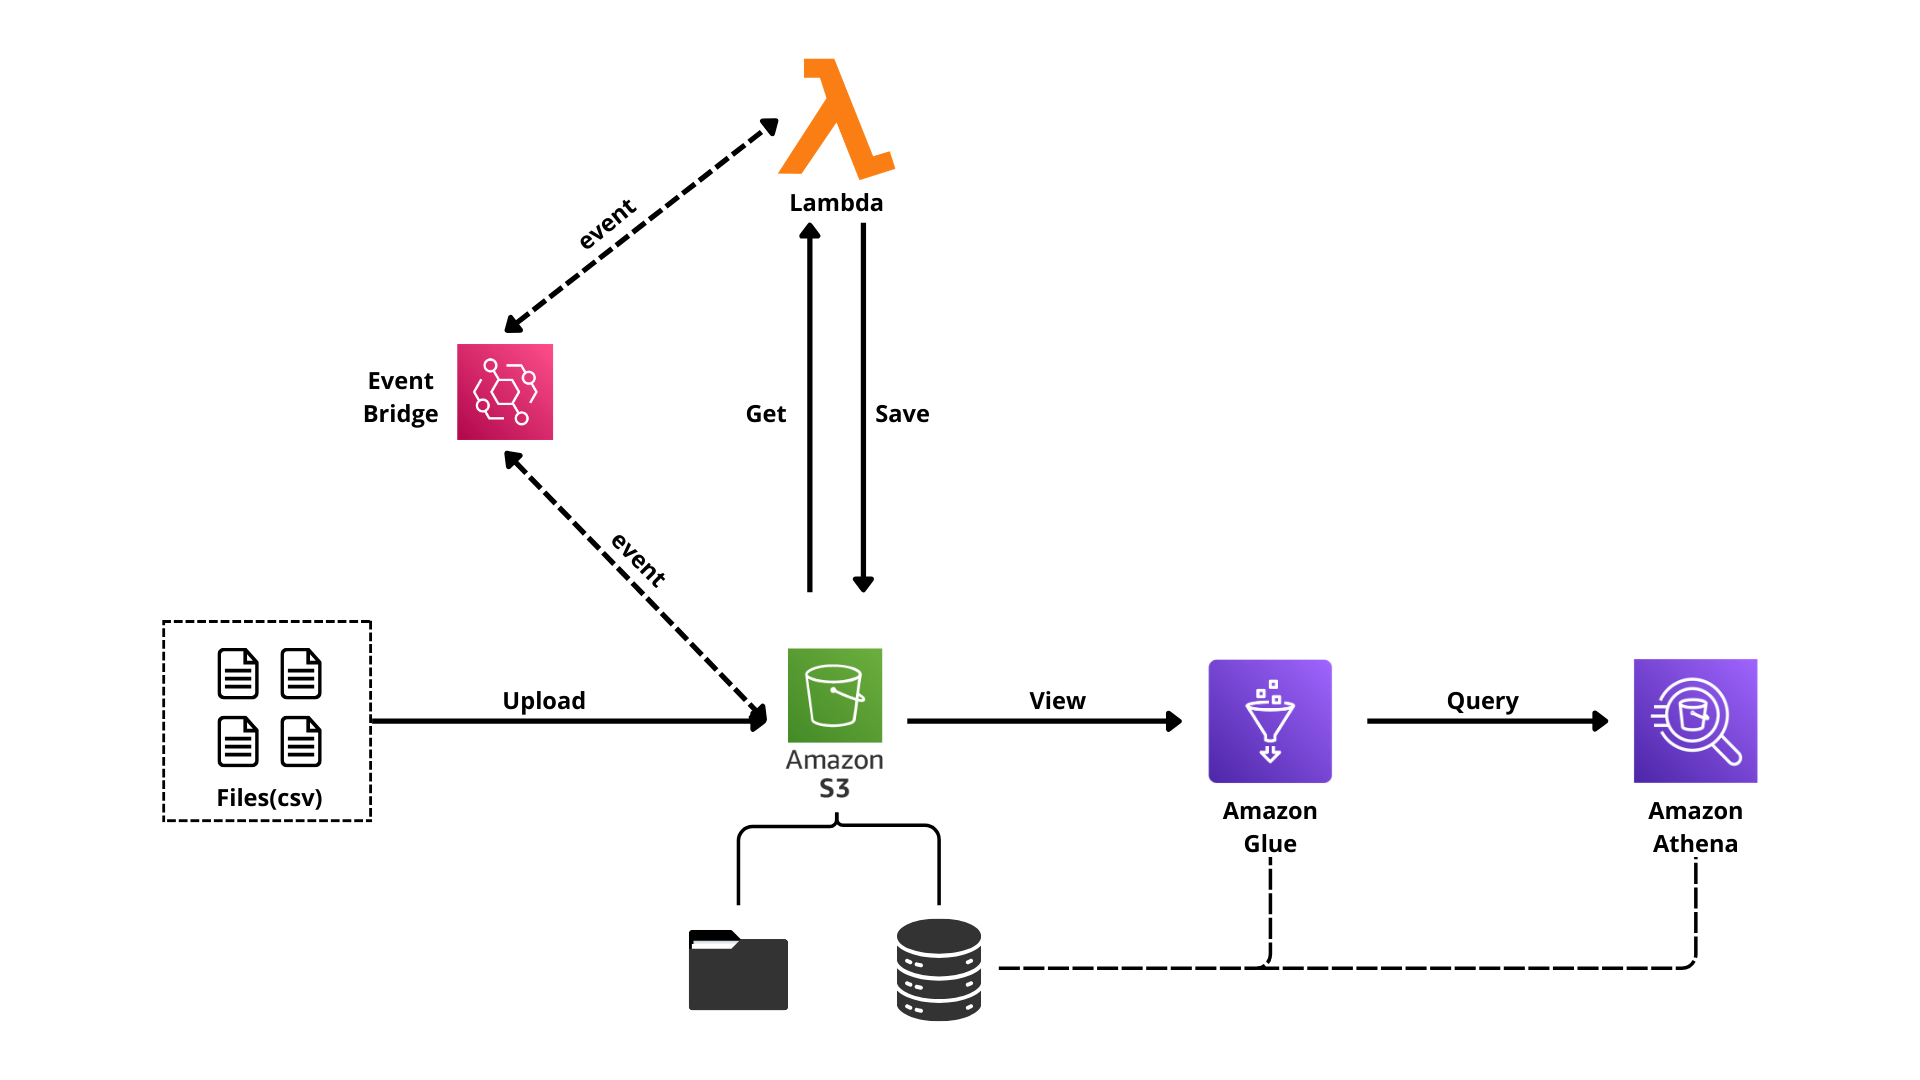 Lambda
event
Event
Bridge
Get
Save
event
Upload
View
Query
Files(csv)
Amazon
S3
Amazon
Glue
Amazon
Athena